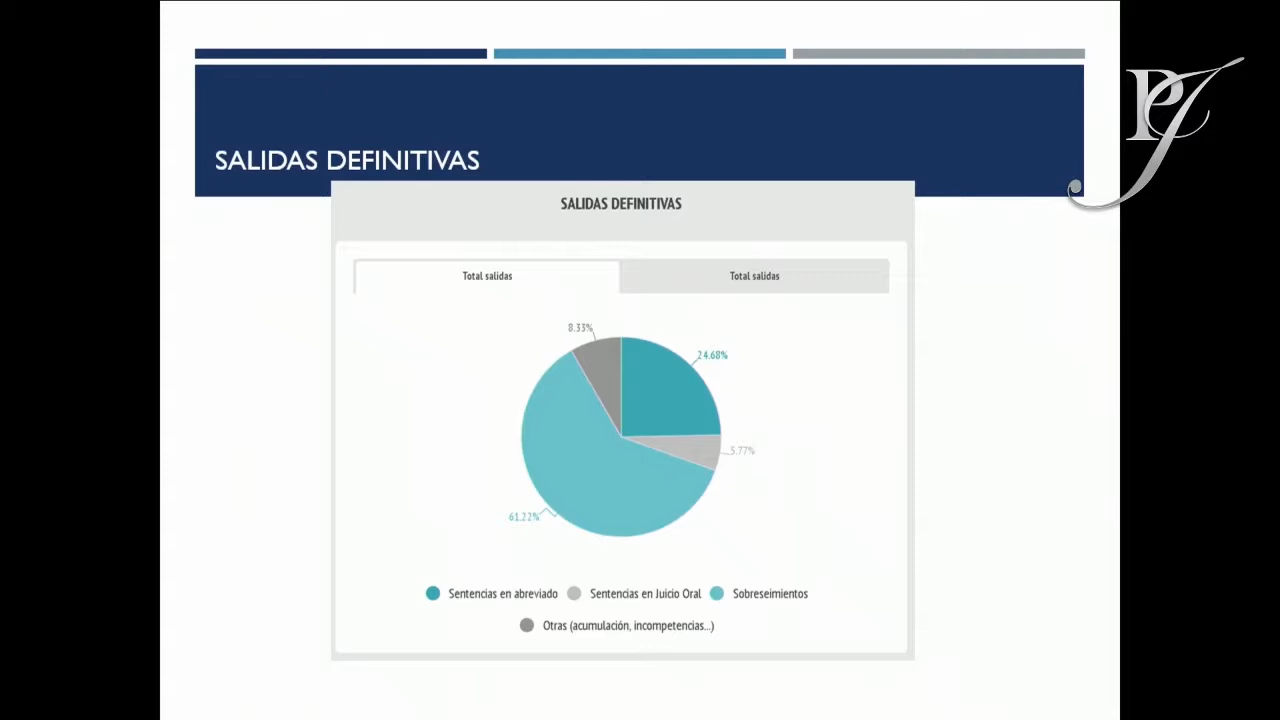 SALIDAS DEFINITIVAS
SALIDAS DEFINITIVAS
Total salidas
Total salidas
8.33%
24.68%
5.77%
61.22%
Sentencias en abreviado
Sentencias en Juicio Oral
Sobreseimientos
Otras (acumulación, incompetencias...)
PJ